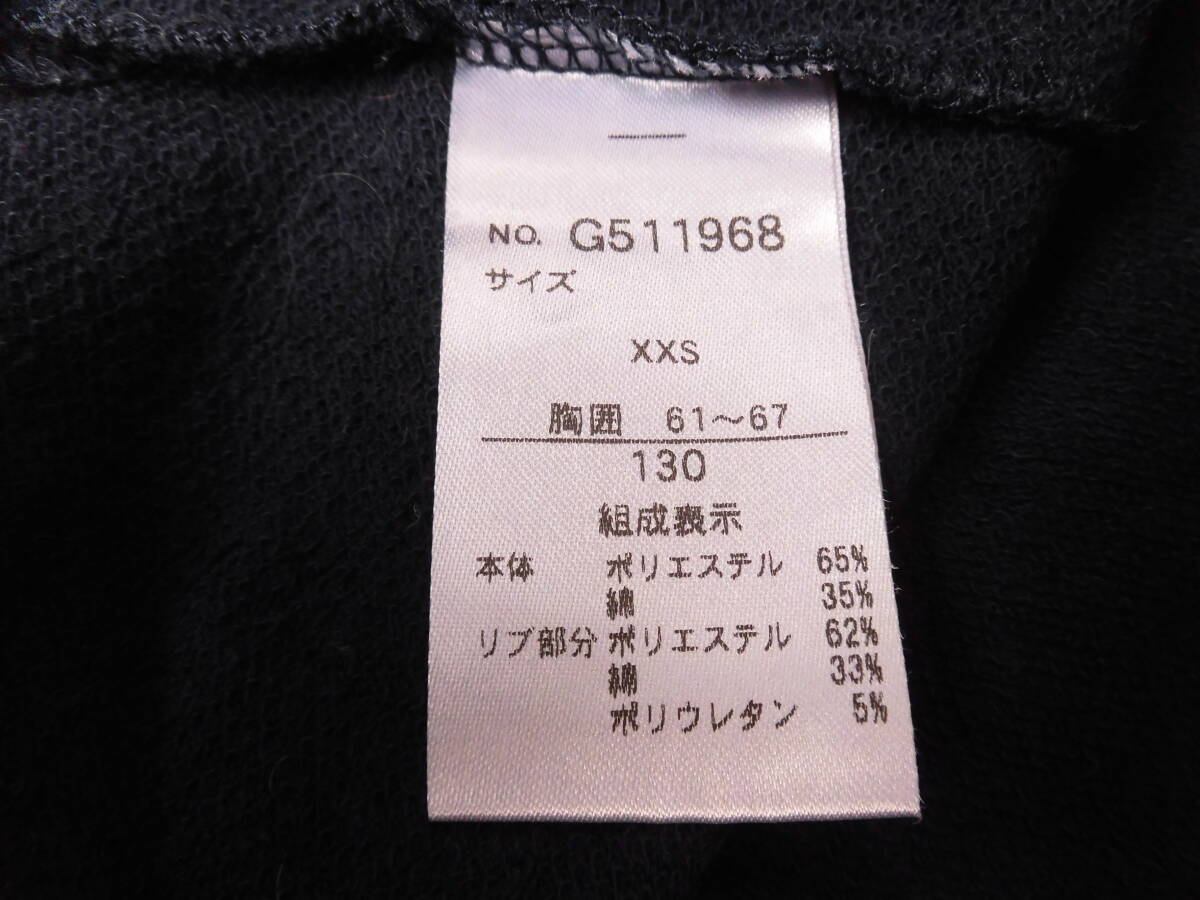 NO. G511968
サイズ
XXS
胸囲 61〜67
130
組成表示
本体 ポリエステル 65%
綿 35%
リブ部分 ポリエステル 62%
綿 33%
ポリウレタン 5%